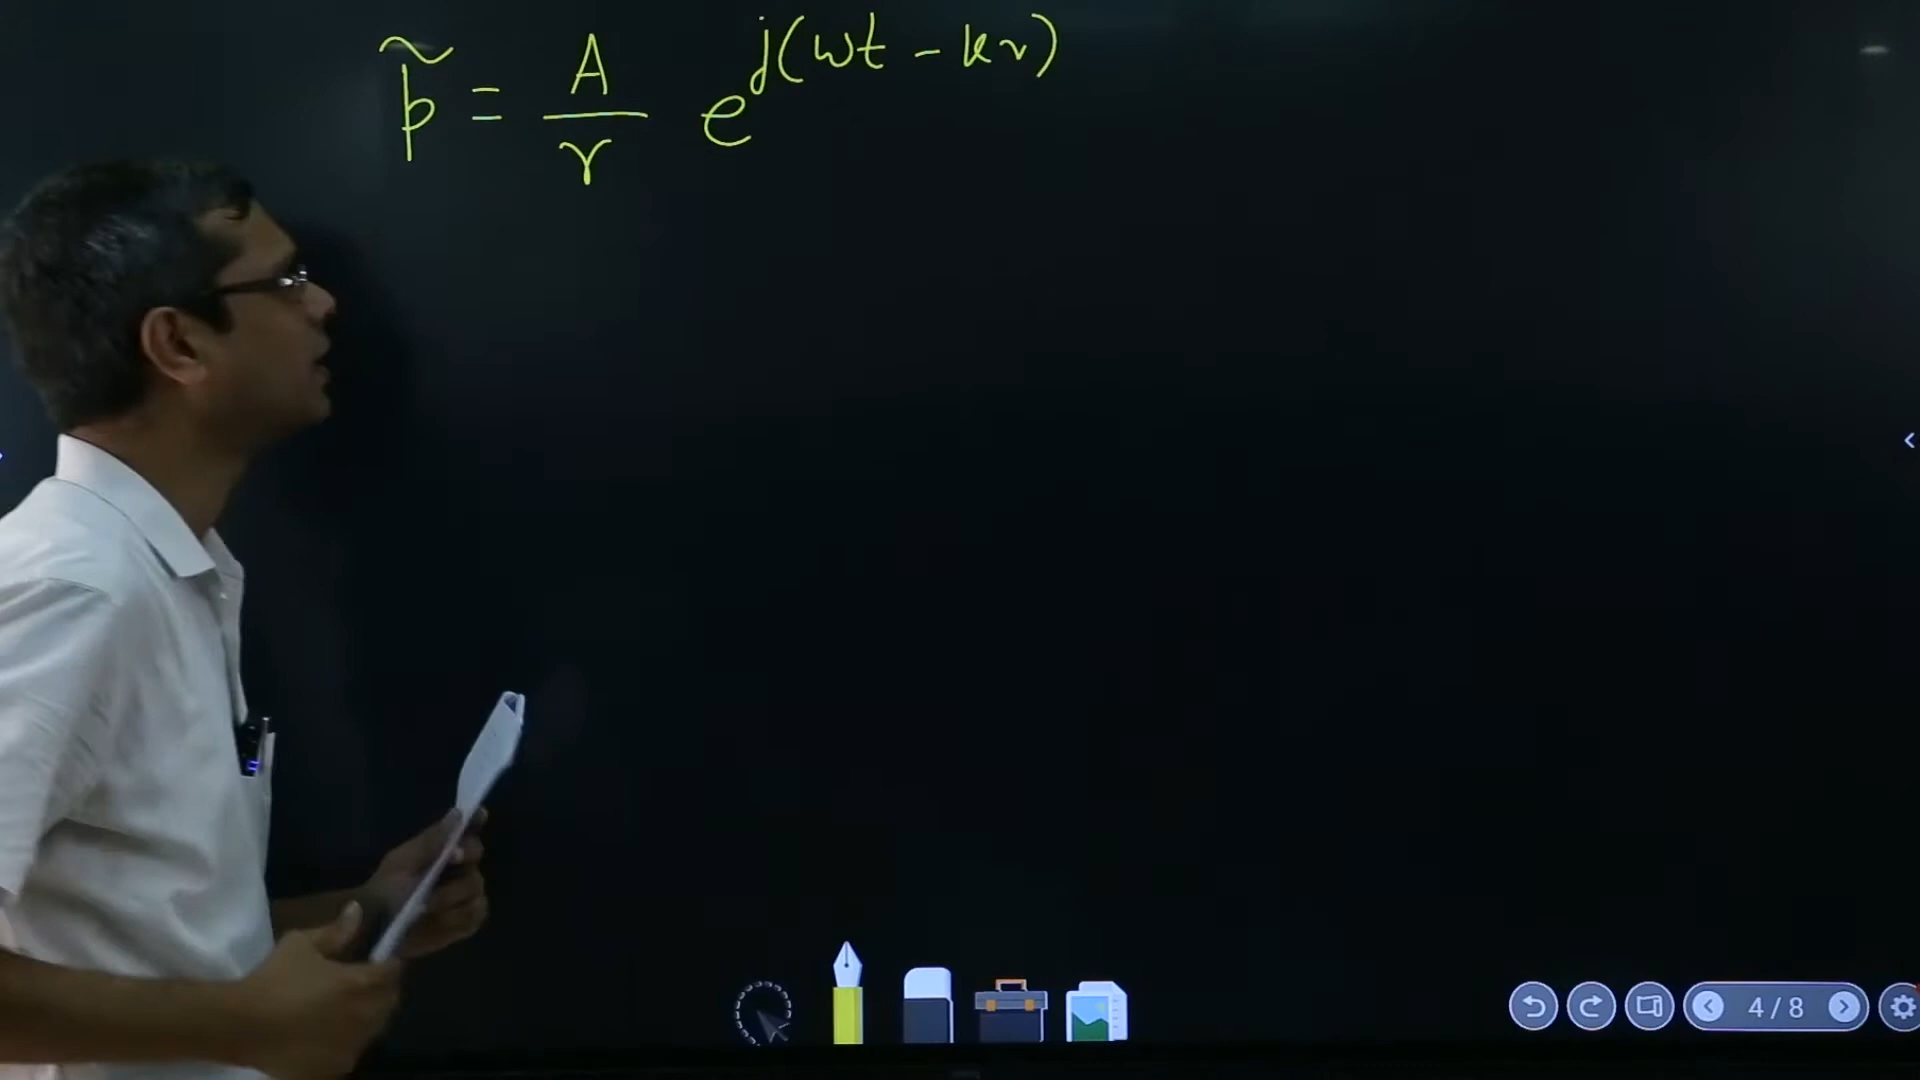 p̃ = A/r e^{j(ωt - kr)}
4 / 8